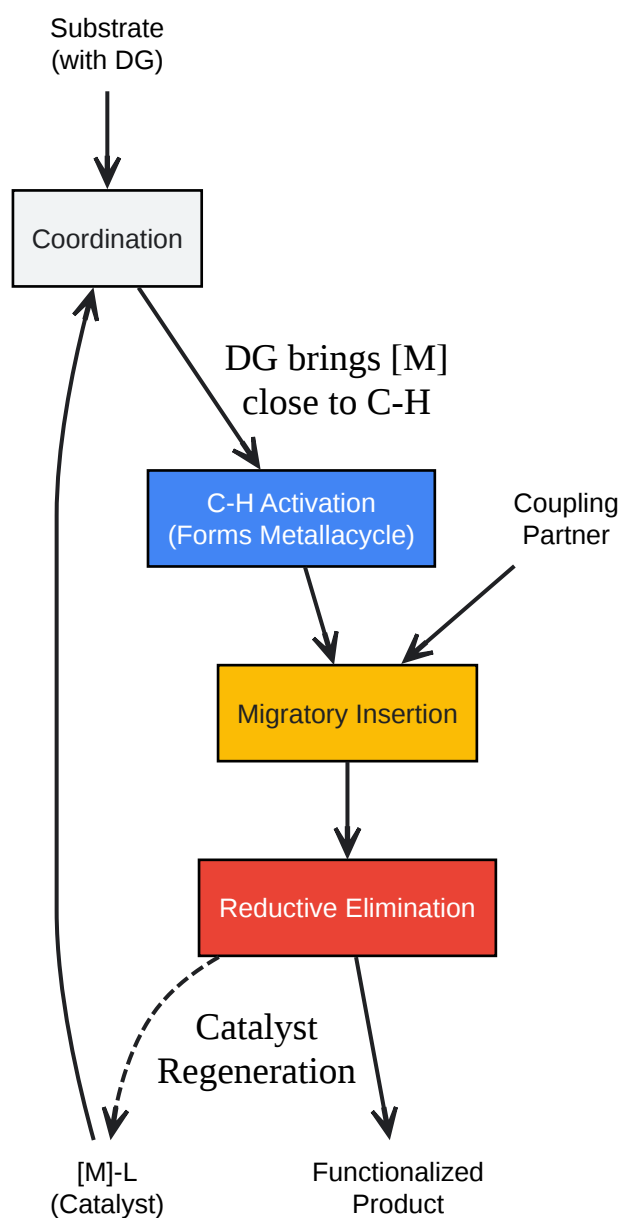 Substrate
(with DG)
Coordination
DG brings [M]
close to C-H
C-H Activation
(Forms Metallacycle)
Coupling
Partner
Migratory Insertion
Reductive Elimination
Catalyst
Regeneration
[M]-L
(Catalyst)
Functionalized
Product